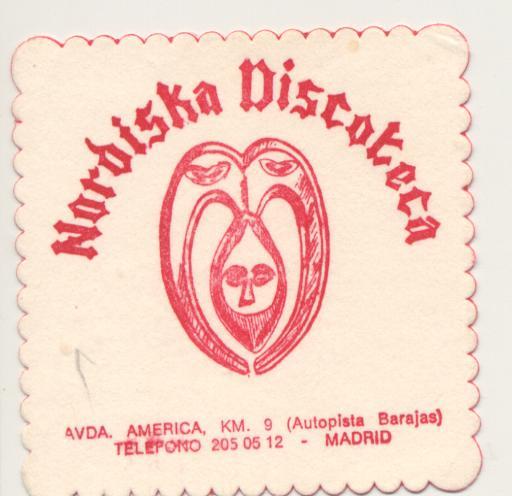 Nordiska Discoteca
AVDA. AMERICA, KM. 9 (Autopista Barajas)
TELEFONO 205 05 12 - MADRID